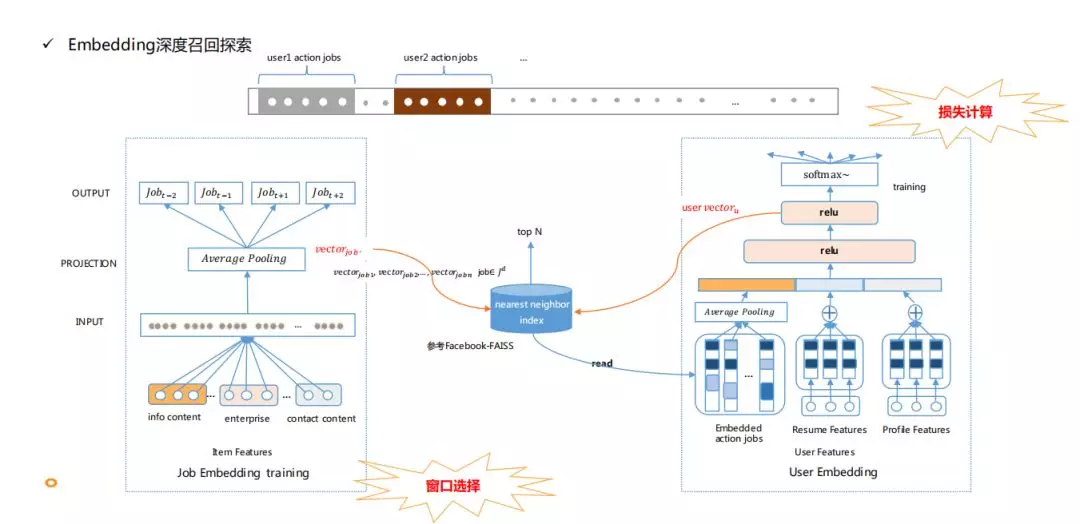 ✓ Embedding深度召回探索
user1 action jobs
user2 action jobs
...
...
损失计算
OUTPUT
Job_{t−2}
Job_{t−1}
Job_{t+1}
Job_{t+2}
PROJECTION
Average Pooling
INPUT
...
... ...
info content
enterprise
contact content
Item Features
Job Embedding training
窗口选择
vector_{job'}
vector_{job1}, vector_{job2}..., vector_{jobn} job∈ J^d
top N
nearest neighbor
index
参考Facebook-FAISS
read
user vector_u
softmax~
training
relu
relu
Average Pooling
...
Embedded
action jobs
Resume Features
Profile Features
User Features
User Embedding